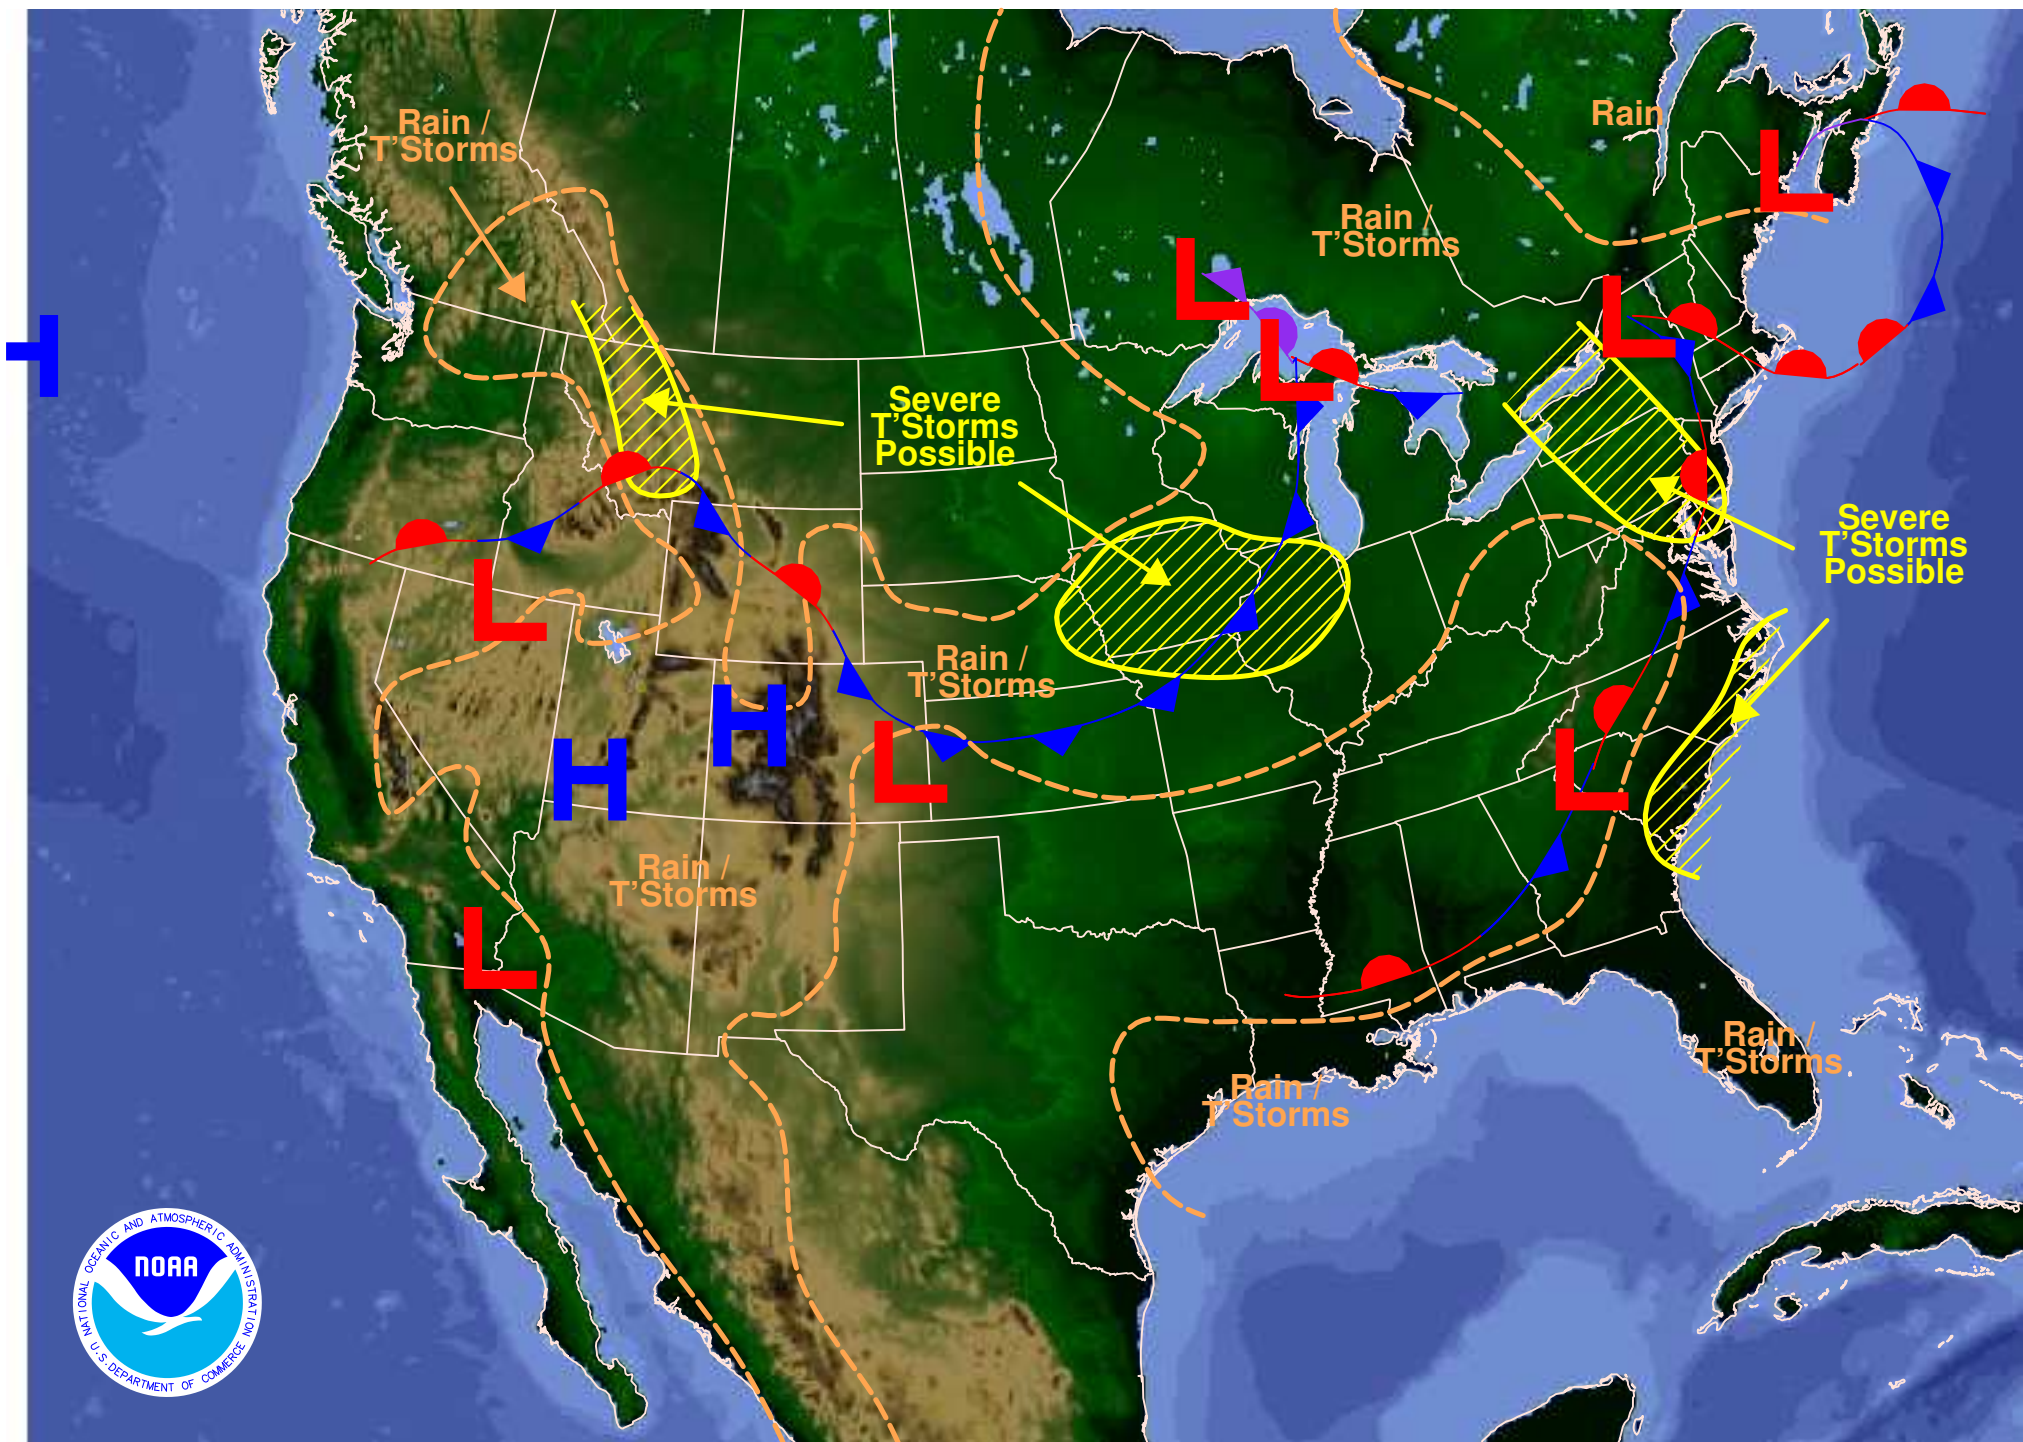 Rain /
T'Storms
Rain
Rain /
T'Storms
L
L
L
L
H
Severe
T'Storms
Possible
Severe
T'Storms
Possible
L
Rain /
T'Storms
H
H
L
L
Rain /
T'Storms
L
Rain /
T'Storms
Rain /
T'Storms
NATIONAL OCEANIC AND ATMOSPHERIC ADMINISTRATION
NOAA
U.S. DEPARTMENT OF COMMERCE